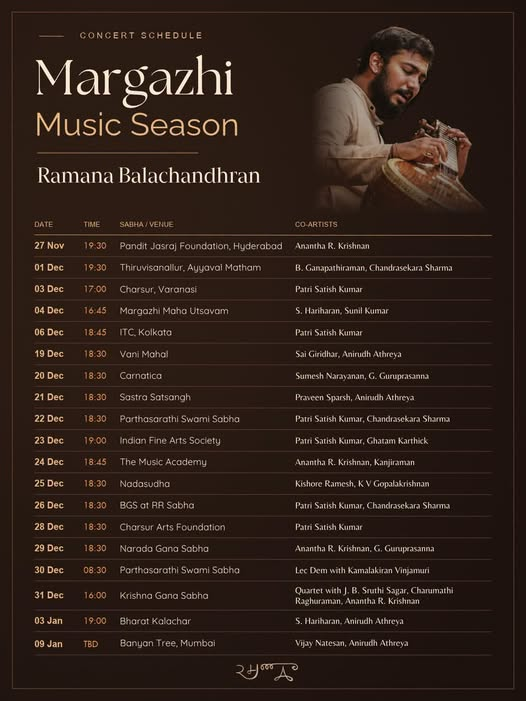 CONCERT SCHEDULE
Margazhi
Music Season
Ramana Balachandhran
DATE TIME SABHA / VENUE CO-ARTISTS
27 Nov 19:30 Pandit Jasraj Foundation, Hyderabad Anantha R. Krishnan
01 Dec 19:30 Thiruvisanallur, Ayyaval Matham B. Ganapathiraman, Chandrasekara Sharma
03 Dec 17:00 Charsur, Varanasi Patri Satish Kumar
04 Dec 16:45 Margazhi Maha Utsavam S. Hariharan, Sunil Kumar
06 Dec 18:45 ITC, Kolkata Patri Satish Kumar
19 Dec 18:30 Vani Mahal Sai Giridhar, Anirudh Athreya
20 Dec 18:30 Carnatica Sumesh Narayanan, G. Guruprasanna
21 Dec 18:30 Sastra Satsangh Praveen Sparsh, Anirudh Athreya
22 Dec 18:30 Parthasarathi Swami Sabha Patri Satish Kumar, Chandrasekara Sharma
23 Dec 19:00 Indian Fine Arts Society Patri Satish Kumar, Ghatam Karthick
24 Dec 18:45 The Music Academy Anantha R. Krishnan, Kanjiraman
25 Dec 18:30 Nadasudha Kishore Ramesh, K V Gopalakrishnan
26 Dec 18:30 BGS at RR Sabha Patri Satish Kumar, Chandrasekara Sharma
28 Dec 18:30 Charsur Arts Foundation Patri Satish Kumar
29 Dec 18:30 Narada Gana Sabha Anantha R. Krishnan, G. Guruprasanna
30 Dec 08:30 Parthasarathi Swami Sabha Lec Dem with Kamalakiran Vinjamuri
31 Dec 16:00 Krishna Gana Sabha Quartet with J. B. Sruthi Sagar, Charumathi
Raghuraman, Anantha R. Krishnan
03 Jan 19:00 Bharat Kalachar S. Hariharan, Anirudh Athreya
09 Jan TBD Banyan Tree, Mumbai Vijay Natesan, Anirudh Athreya